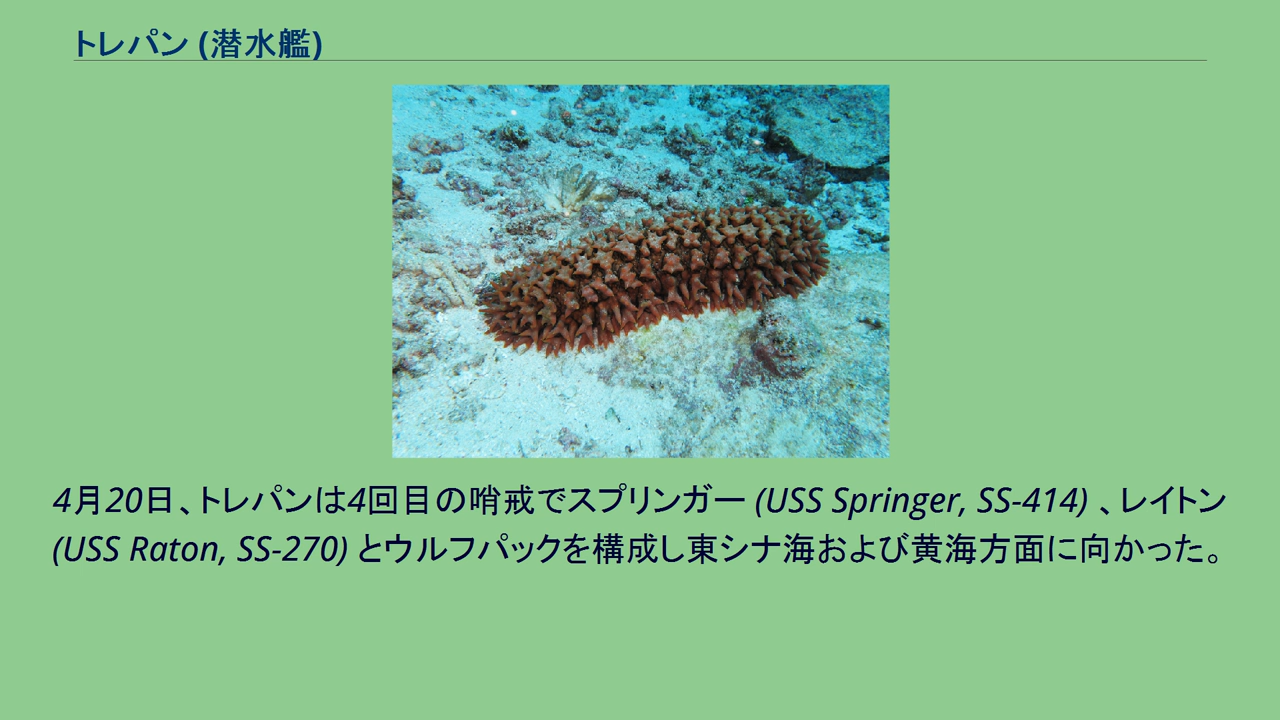 トレパン (潜水艦)
4月20日、トレパンは4回目の哨戒でスプリンガー (USS Springer, SS-414) 、レイトン
(USS Raton, SS-270) とウルフパックを構成し東シナ海および黄海方面に向かった。